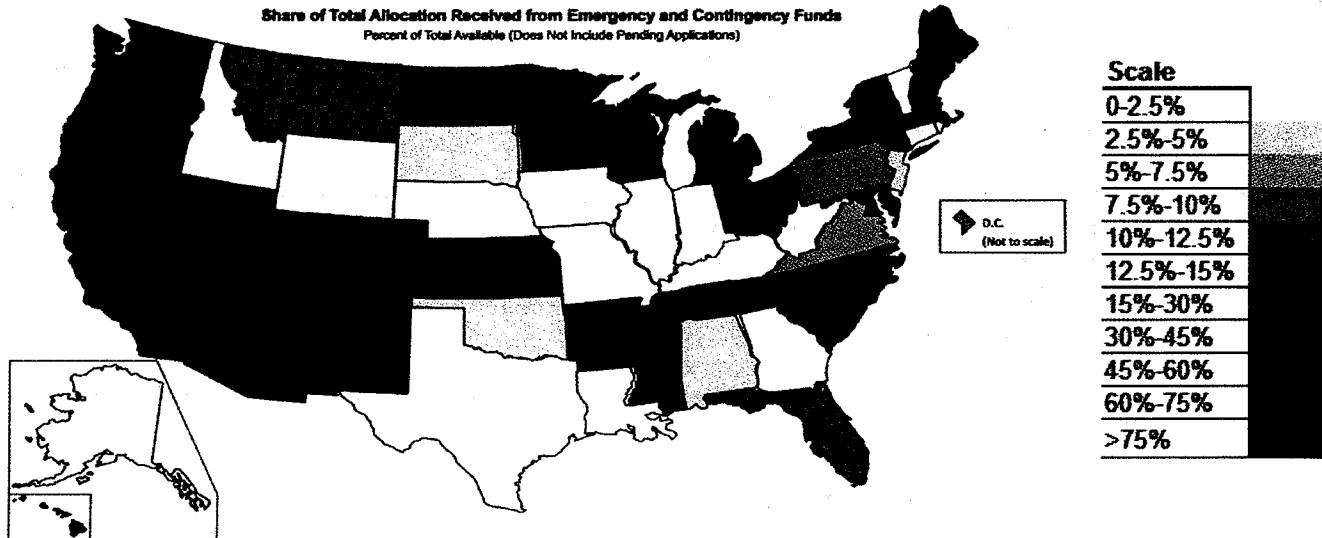 Share of Total Allocation Received from Emergency and Contingency Funds
Percent of Total Available (Does Not Include Pending Applications)
Scale
0-2.5%
2.5%-5%
5%-7.5%
7.5%-10%
10%-12.5%
12.5%-15%
15%-30%
30%-45%
45%-60%
60%-75%
>75%
D.C.
(Not to scale)